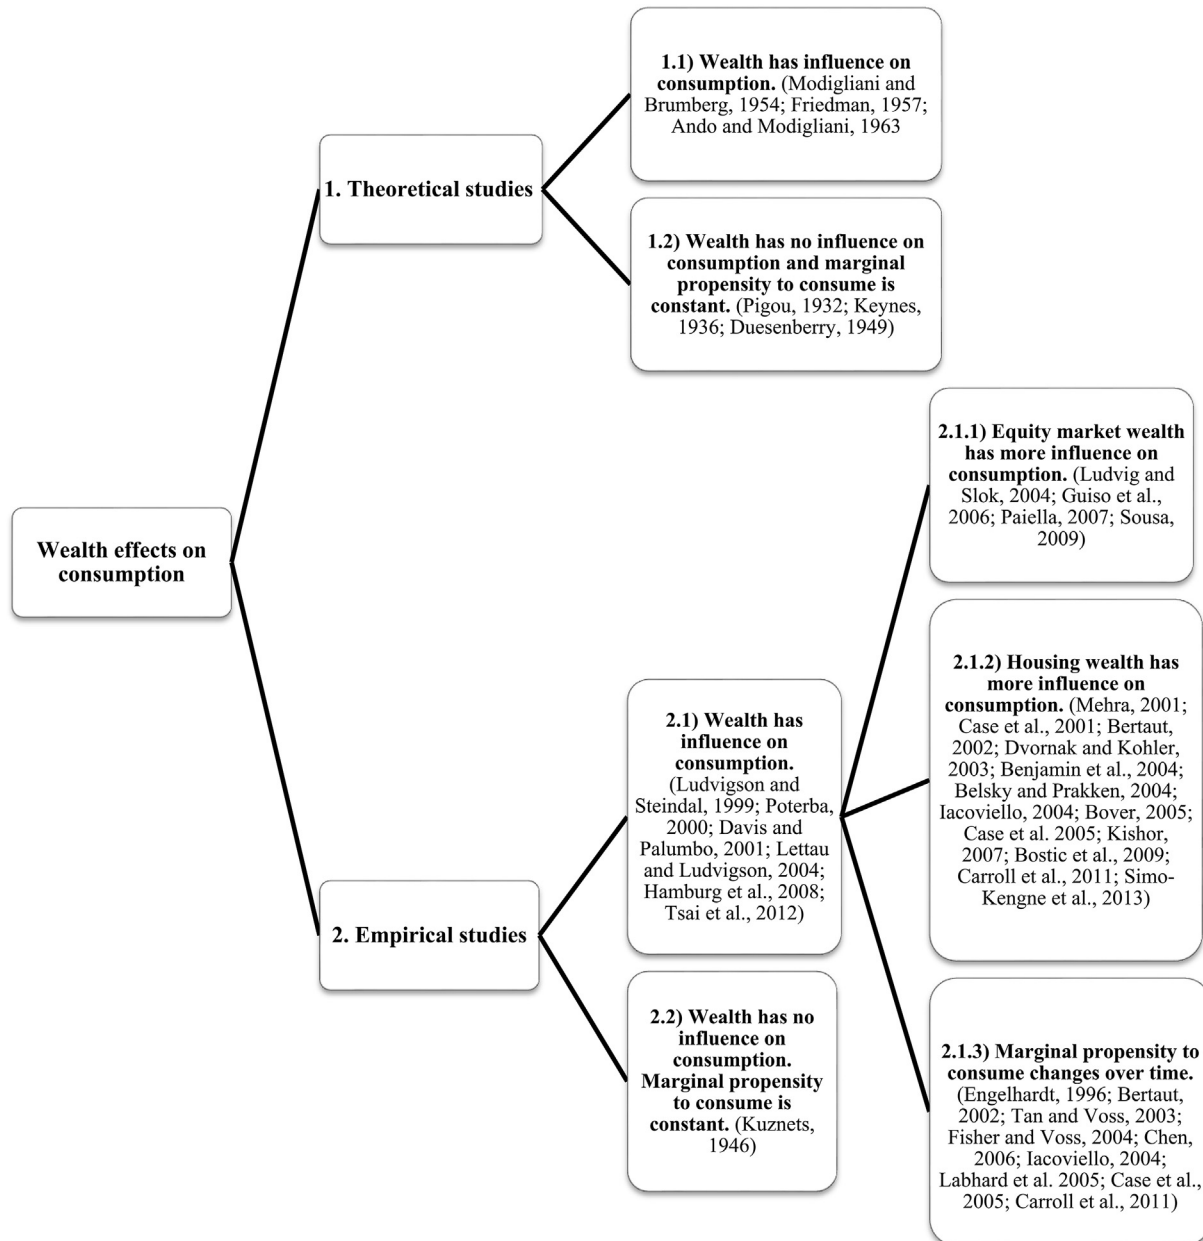 Wealth effects on
consumption
1. Theoretical studies
1.1) Wealth has influence on
consumption. (Modigliani and
Brumberg, 1954; Friedman, 1957;
Ando and Modigliani, 1963
1.2) Wealth has no influence on
consumption and marginal
propensity to consume is
constant. (Pigou, 1932; Keynes,
1936; Duesenberry, 1949)
2. Empirical studies
2.1) Wealth has
influence on
consumption.
(Ludvigson and
Steindal, 1999; Poterba,
2000; Davis and
Palumbo, 2001; Lettau
and Ludvigson, 2004;
Hamburg et al., 2008;
Tsai et al., 2012)
2.1.1) Equity market wealth
has more influence on
consumption. (Ludvig and
Slok, 2004; Guiso et al.,
2006; Paiella, 2007; Sousa,
2009)
2.1.2) Housing wealth has
more influence on
consumption. (Mehra, 2001;
Case et al., 2001; Bertaut,
2002; Dvornak and Kohler,
2003; Benjamin et al., 2004;
Belsky and Prakken, 2004;
Iacoviello, 2004; Bover, 2005;
Case et al. 2005; Kishor,
2007; Bostic et al., 2009;
Carroll et al., 2011; Simo-
Kengne et al., 2013)
2.1.3) Marginal propensity to
consume changes over time.
(Engelhardt, 1996; Bertaut,
2002; Tan and Voss, 2003;
Fisher and Voss, 2004; Chen,
2006; Iacoviello, 2004;
Labhard et al. 2005; Case et al.,
2005; Carroll et al., 2011)
2.2) Wealth has no
influence on
consumption.
Marginal propensity
to consume is
constant. (Kuznets,
1946)